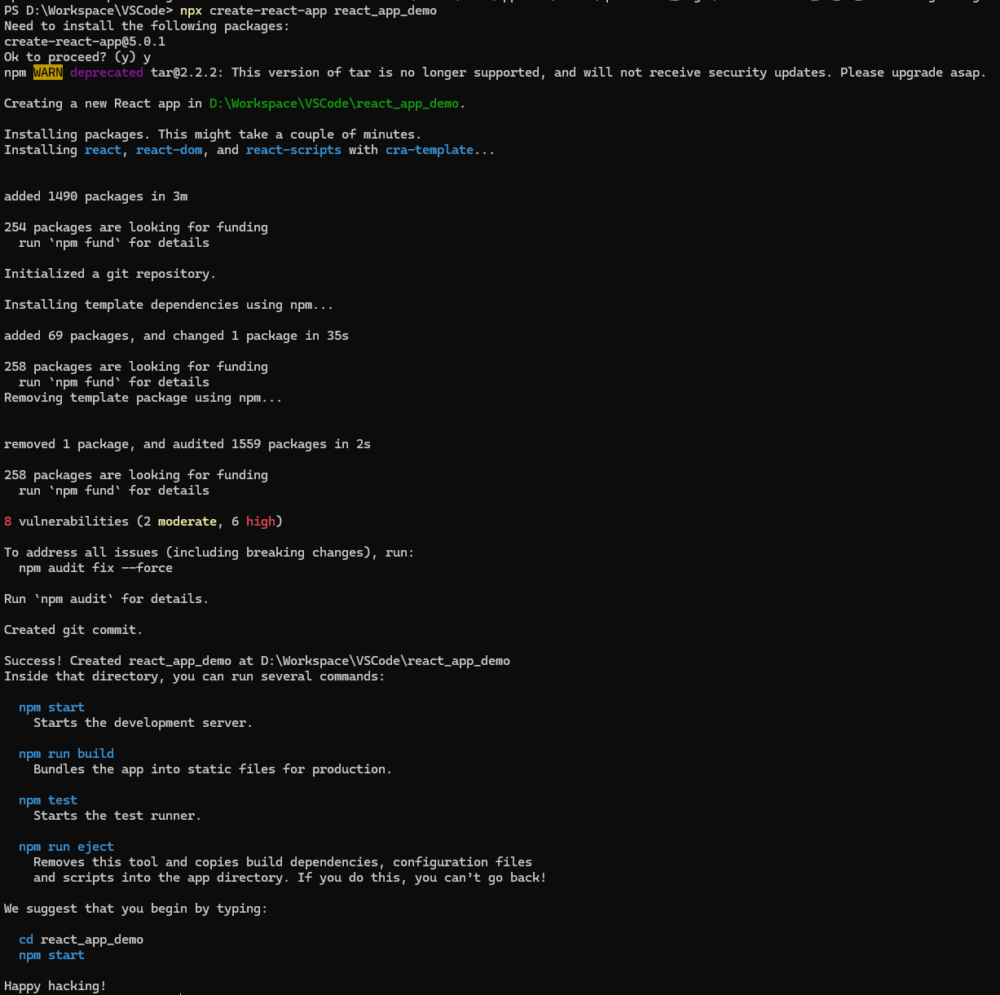 PS D:\Workspace\VSCode> npx create-react-app react_app_demo
Need to install the following packages:
create-react-app@5.0.1
Ok to proceed? (y) y
npm WARN deprecated tar@2.2.2: This version of tar is no longer supported, and will not receive security updates. Please upgrade asap.
Creating a new React app in D:\Workspace\VSCode\react_app_demo.
Installing packages. This might take a couple of minutes.
Installing react, react-dom, and react-scripts with cra-template...
added 1490 packages in 3m
254 packages are looking for funding
  run `npm fund` for details
Initialized a git repository.
Installing template dependencies using npm...
added 69 packages, and changed 1 package in 35s
258 packages are looking for funding
  run `npm fund` for details
Removing template package using npm...
removed 1 package, and audited 1559 packages in 2s
258 packages are looking for funding
  run `npm fund` for details
8 vulnerabilities (2 moderate, 6 high)
To address all issues (including breaking changes), run:
  npm audit fix --force
Run `npm audit` for details.
Created git commit.
Success! Created react_app_demo at D:\Workspace\VSCode\react_app_demo
Inside that directory, you can run several commands:
  npm start
    Starts the development server.
  npm run build
    Bundles the app into static files for production.
  npm test
    Starts the test runner.
  npm run eject
    Removes this tool and copies build dependencies, configuration files
    and scripts into the app directory. If you do this, you can't go back!
We suggest that you begin by typing:
  cd react_app_demo
  npm start
Happy hacking!